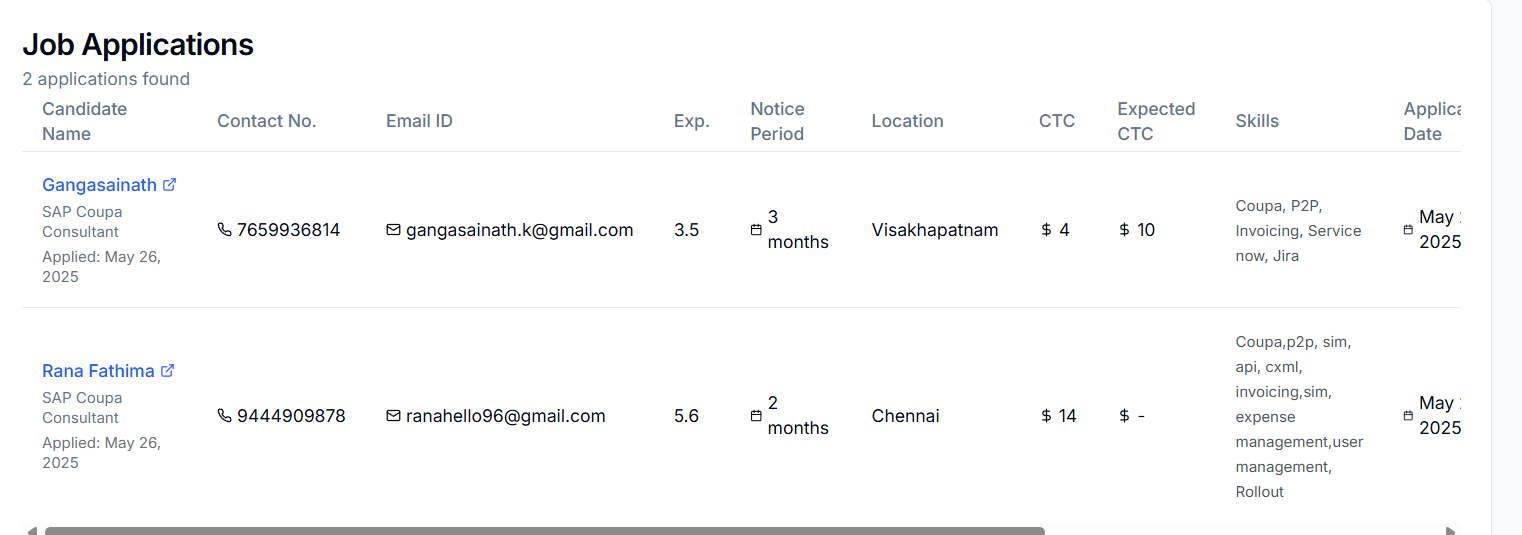 Job Applications
2 applications found
Candidate Name Contact No. Email ID Exp. Notice Period Location CTC Expected CTC Skills Date
Gangasainath
SAP Coupa
Consultant
Applied: May 26,
2025
7659936814
gangasainath.k@gmail.com
3.5
3
months
Visakhapatnam
$ 4
$ 10
Coupa, P2P,
Invoicing, Service
now, Jira
May
2025
Rana Fathima
SAP Coupa
Consultant
Applied: May 26,
2025
9444909878
ranahello96@gmail.com
5.6
2
months
Chennai
$ 14
$ -
Coupa,p2p, sim,
api, cxml,
invoicing,sim,
expense
management,user
management,
Rollout
May
2025